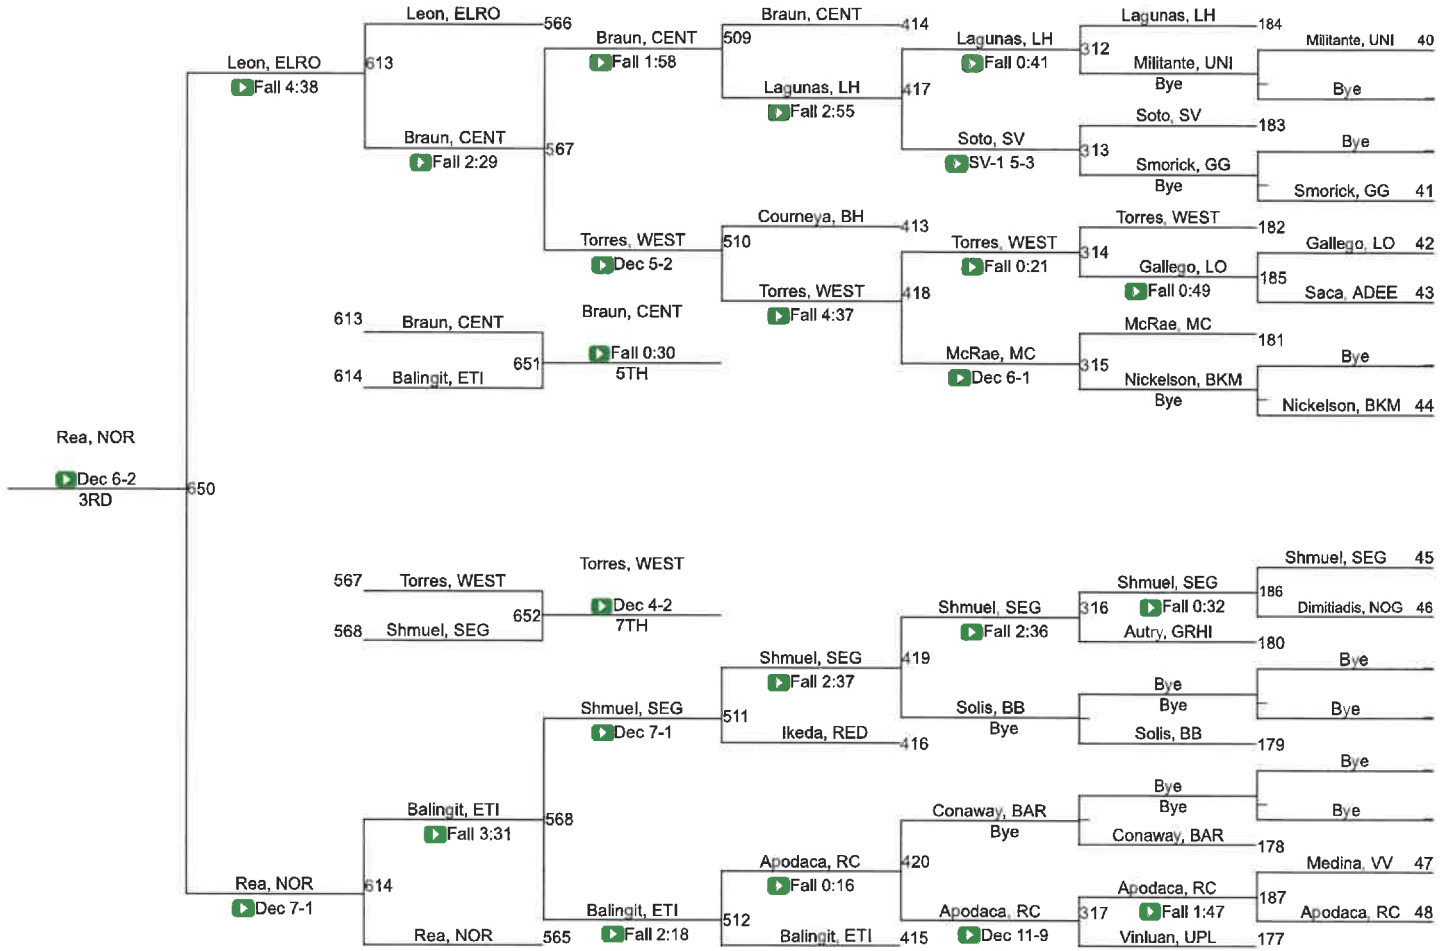 Leon, ELRO
566
Braun, CENT
414
Lagunas, LH
184
Braun, CENT
509
Lagunas, LH
312
Militante, UNI 40
Leon, ELRO
613
Fall 1:58
Fall 0:41
Militante, UNI
Fall 4:38
Lagunas, LH
417
Bye
Bye
Fall 2:55
Soto, SV
183
Braun, CENT
567
Soto, SV
313
Bye
Fall 2:29
SV-1 5-3
Smorick, GG
Bye
Smorick, GG 41
Courneya, BH
413
Torres, WEST
182
Torres, WEST
510
Torres, WEST
314
Gallego, LO 42
Dec 5-2
Fall 0:21
Gallego, LO
185
Torres, WEST
418
Fall 0:49
Saca, ADEE 43
Braun, CENT
Fall 4:37
613
Braun, CENT
McRae, MC
181
Fall 0:30
651
5TH
McRae, MC
315
Bye
614
Balingit, ETI
Dec 6-1
Nickelson, BKM
Bye
Nickelson, BKM 44
Rea, NOR
Dec 6-2
650
3RD
Torres, WEST
Shmuel, SEG 45
567
Torres, WEST
Shmuel, SEG
186
Dec 4-2
652
7TH
Shmuel, SEG
316
Fall 0:32
Dimitiadis, NOG 46
568
Shmuel, SEG
Fall 2:36
Autry, GRHI
180
Shmuel, SEG
419
Bye
Fall 2:37
Bye
Shmuel, SEG
511
Solis, BB
Bye
Bye
Dec 7-1
Ikeda, RED
416
Bye
Solis, BB
179
Bye
Balingit, ETI
568
Conaway, BAR
Bye
Bye
Fall 3:31
Bye
Bye
Conaway, BAR
178
Apodaca, RC
420
Medina, VV 47
Rea, NOR
614
Fall 0:16
Apodaca, RC
187
Dec 7-1
Balingit, ETI
512
Apodaca, RC
317
Fall 1:47
Apodaca, RC 48
Rea, NOR
565
Fall 2:18
Balingit, ETI
415
Dec 11-9
Vinluan, UPL
177